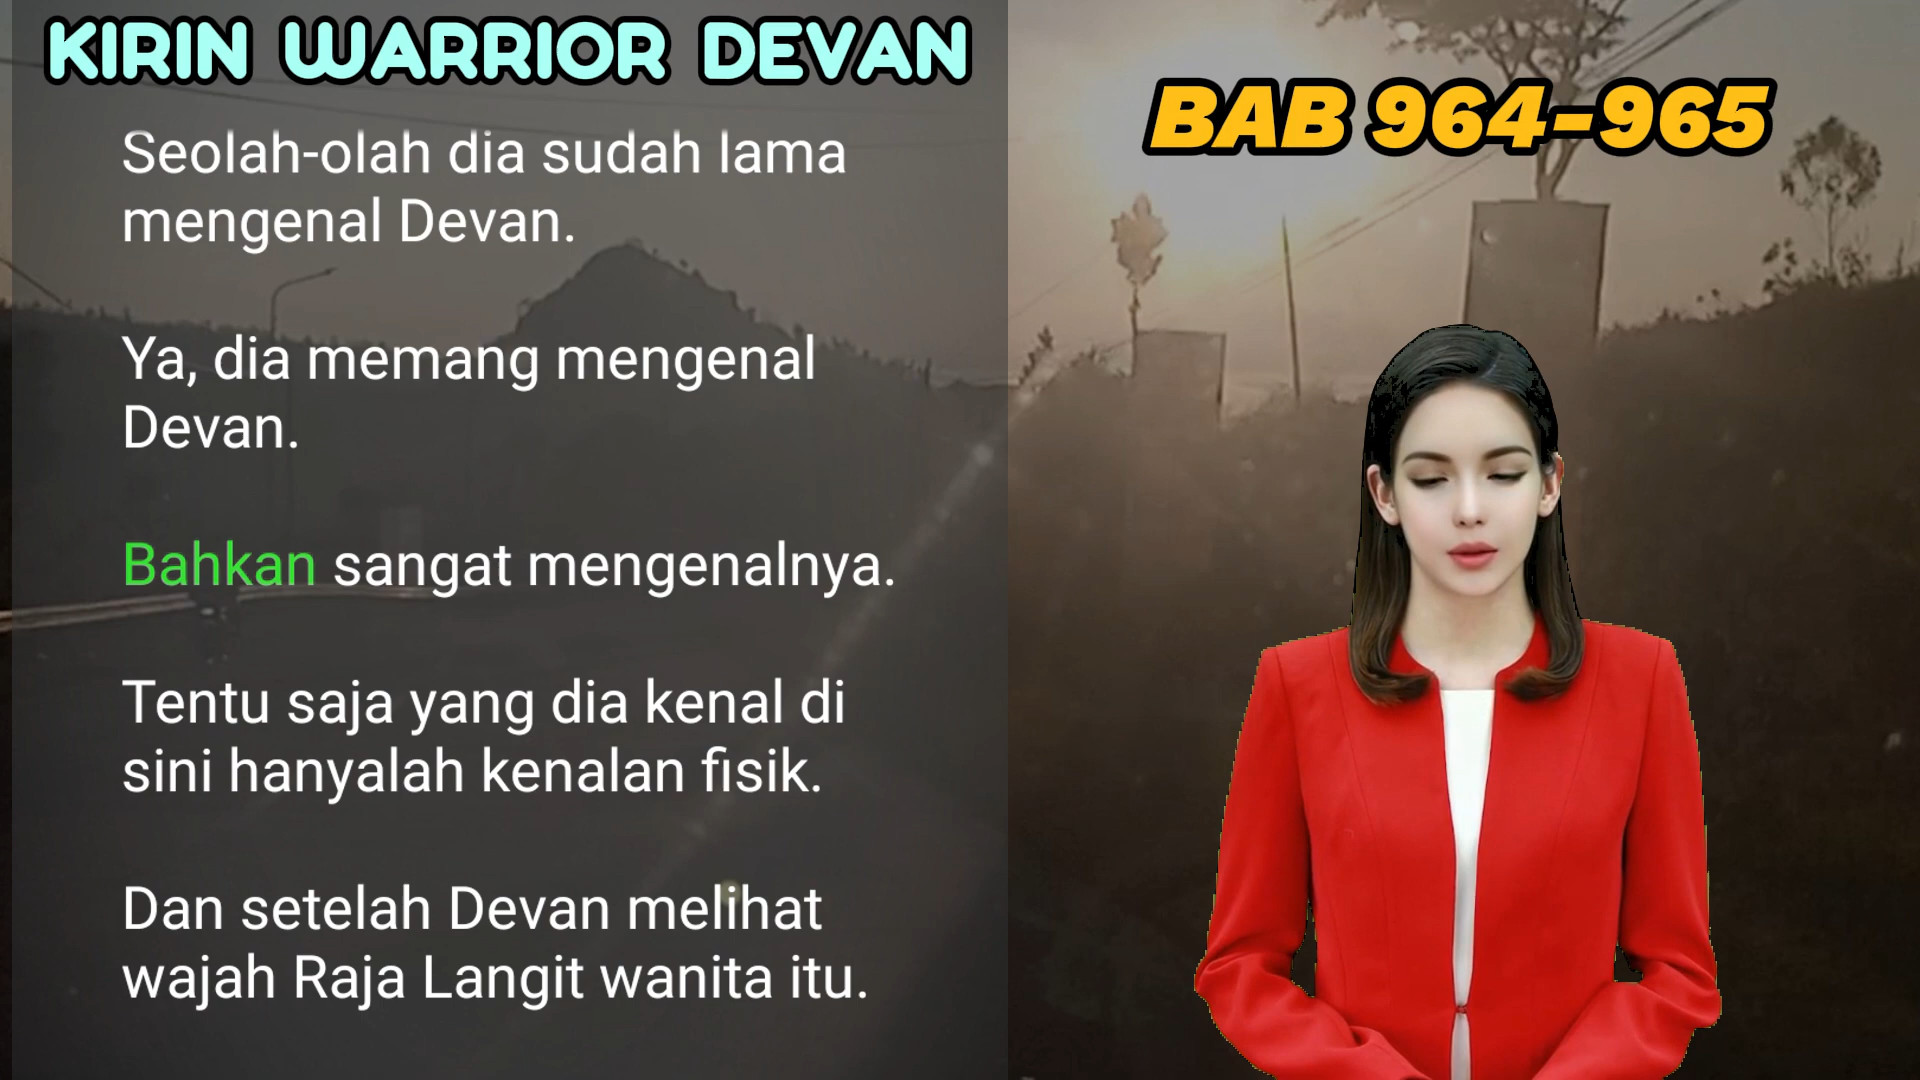 KIRIN WARRIOR DEVAN
Seolah-olah dia sudah lama
mengenal Devan.
Ya, dia memang mengenal
Devan.
Bahkan sangat mengenalnya.
Tentu saja yang dia kenal di
sini hanyalah kenalan fisik.
Dan setelah Devan melihat
wajah Raja Langit wanita itu.
BAB 964-965